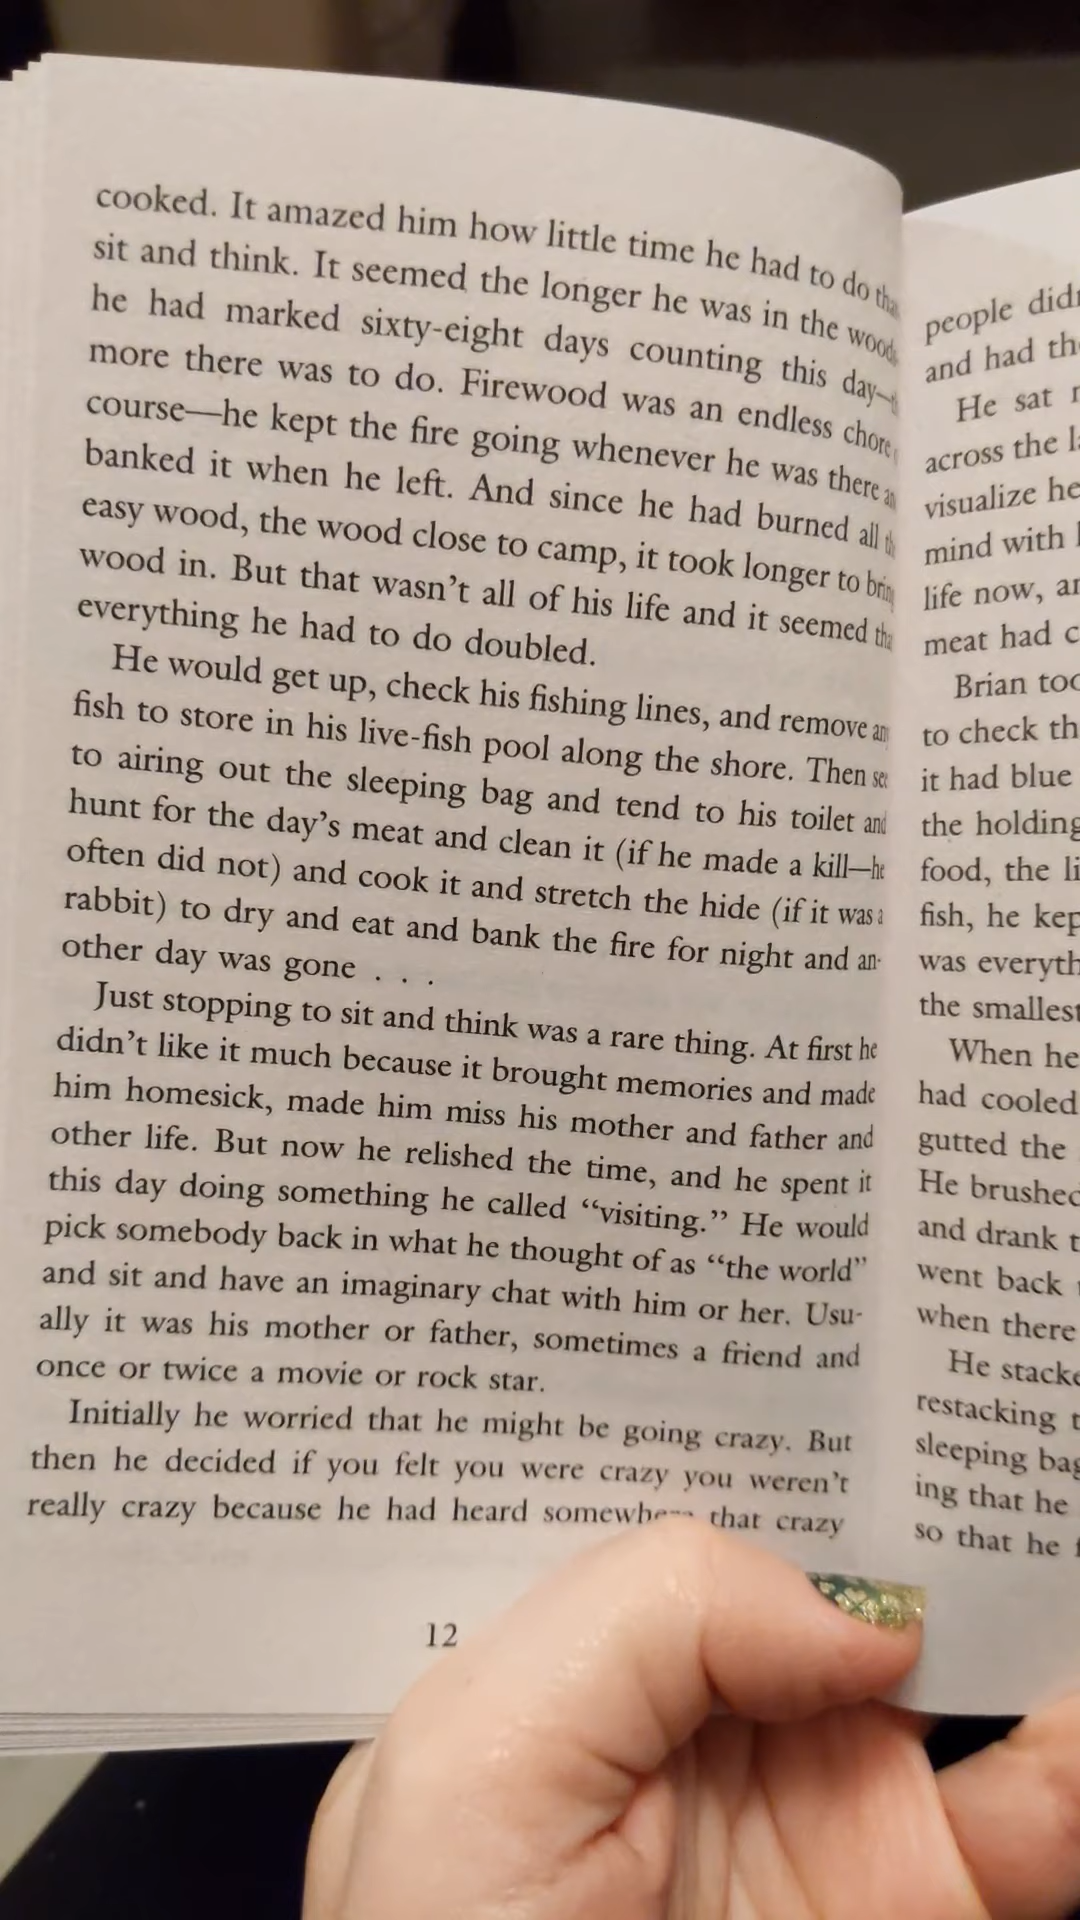 cooked. It amazed him how little time he had to do
sit and think. It seemed the longer he was in the
he had marked sixty-eight days counting this day—
more there was to do. Firewood was an endless chore
course—he kept the fire going whenever he was there
banked it when he left. And since he had burned all
easy wood, the wood close to camp, it took longer to
wood in. But that wasn't all of his life and it seemed
everything he had to do doubled.
He would get up, check his fishing lines, and remove
fish to store in his live-fish pool along the shore. Then
to airing out the sleeping bag and tend to his toilet and
hunt for the day's meat and clean it (if he made a kill—he
often did not) and cook it and stretch the hide (if it was a
rabbit) to dry and eat and bank the fire for night and an-
other day was gone . . .
Just stopping to sit and think was a rare thing. At first he
didn't like it much because it brought memories and made
him homesick, made him miss his mother and father and
other life. But now he relished the time, and he spent it
this day doing something he called “visiting.” He would
pick somebody back in what he thought of as “the world”
and sit and have an imaginary chat with him or her. Usu-
ally it was his mother or father, sometimes a friend and
once or twice a movie or rock star.
Initially he worried that he might be going crazy. But
then he decided if you felt you were crazy you weren't
really crazy because he had heard that crazy
12
people
and had
He sat
across the
visualize
mind with
life now,
meat had
Brian
to check
it had blue
the holding
food, the
fish, he
was
the smallest
When he
had cooled
gutted the
He
and drank
went back
when there
He
restacking
sleeping
ing that he
so that he